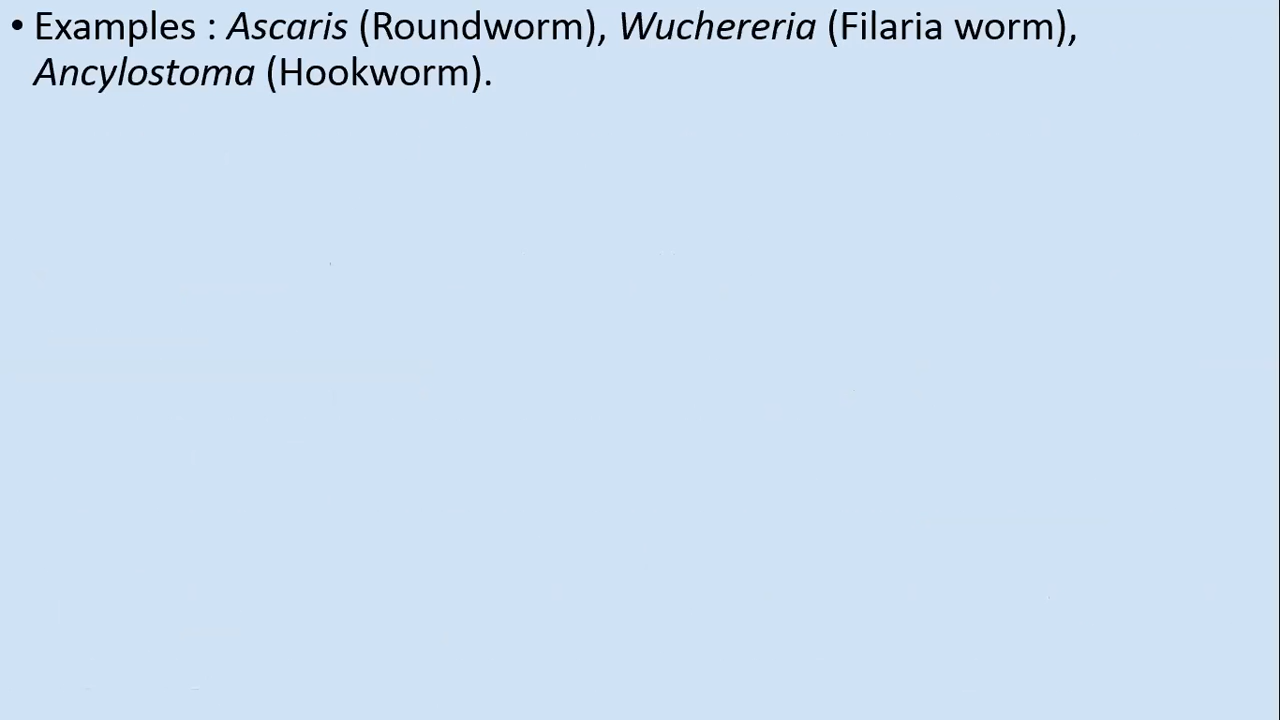 • Examples : Ascaris (Roundworm), Wuchereria (Filaria worm),
Ancylostoma (Hookworm).